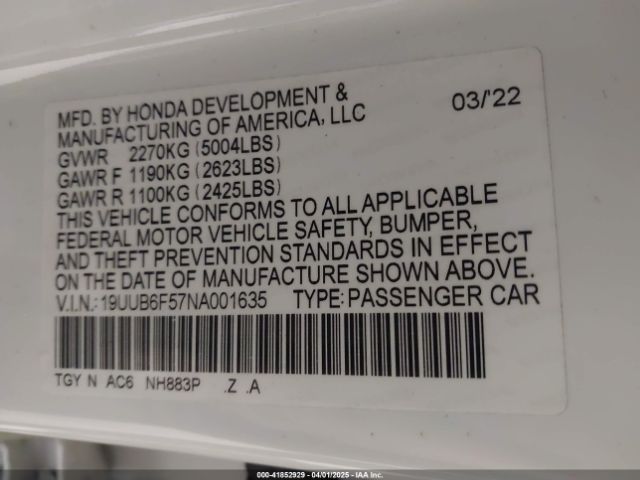 MFD. BY HONDA DEVELOPMENT & MANUFACTURING OF AMERICA, LLC 03/'22
GVWR 2270KG (5004LBS)
GAWR F 1190KG (2623LBS)
GAWR R 1100KG (2425LBS)
THIS VEHICLE CONFORMS TO ALL APPLICABLE
FEDERAL MOTOR VEHICLE SAFETY, BUMPER,
AND THEFT PREVENTION STANDARDS IN EFFECT
ON THE DATE OF MANUFACTURE SHOWN ABOVE.
V.I.N.: 19UUB6F57NA001635 TYPE: PASSENGER CAR
TGY N AC6 NH883P .Z .A
000-41852929 - 04/01/2025 - IAA Inc.